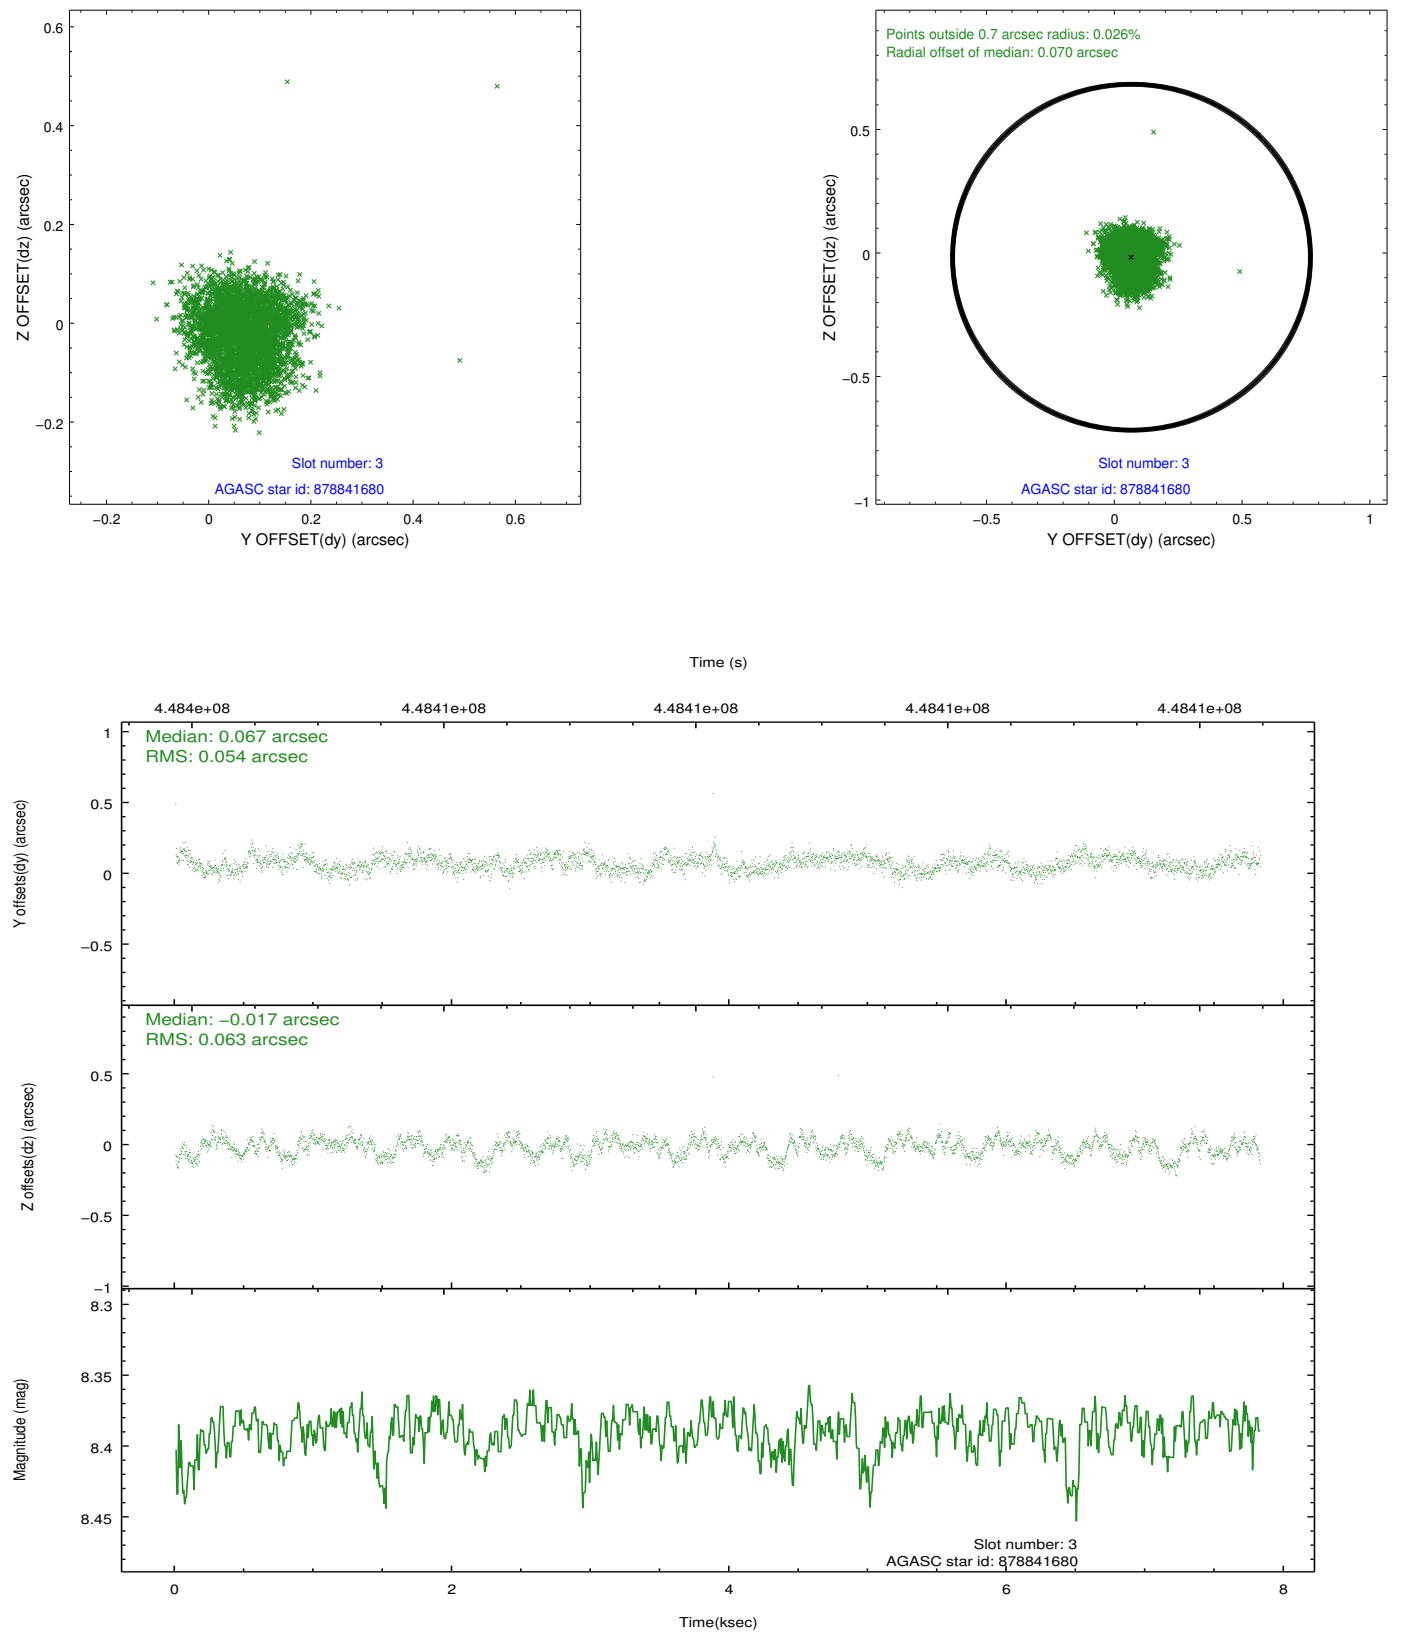 0.6
0.4
0.2
0
−0.2
Z OFFSET(dz) (arcsec)
Slot number: 3
AGASC star id: 878841680
−0.2 0 0.2 0.4 0.6
Y OFFSET(dy) (arcsec)
Points outside 0.7 arcsec radius: 0.026%
Radial offset of median: 0.070 arcsec
0.5
0
−0.5
−1
Z OFFSET(dz) (arcsec)
Slot number: 3
AGASC star id: 878841680
−0.5 0 0.5 1
Y OFFSET(dy) (arcsec)
Time (s)
4.484e+08 4.4841e+08 4.4841e+08 4.4841e+08 4.4841e+08
Median: 0.067 arcsec
RMS: 0.054 arcsec
1
0.5
0
−0.5
Y offsets(dy) (arcsec)
Median: −0.017 arcsec
RMS: 0.063 arcsec
0.5
0
−0.5
−1
Z offsets(dz) (arcsec)
8.3
8.35
8.4
8.45
Magnitude (mag)
Slot number: 3
AGASC star id: 878841680
0 2 4 6 8
Time(ksec)